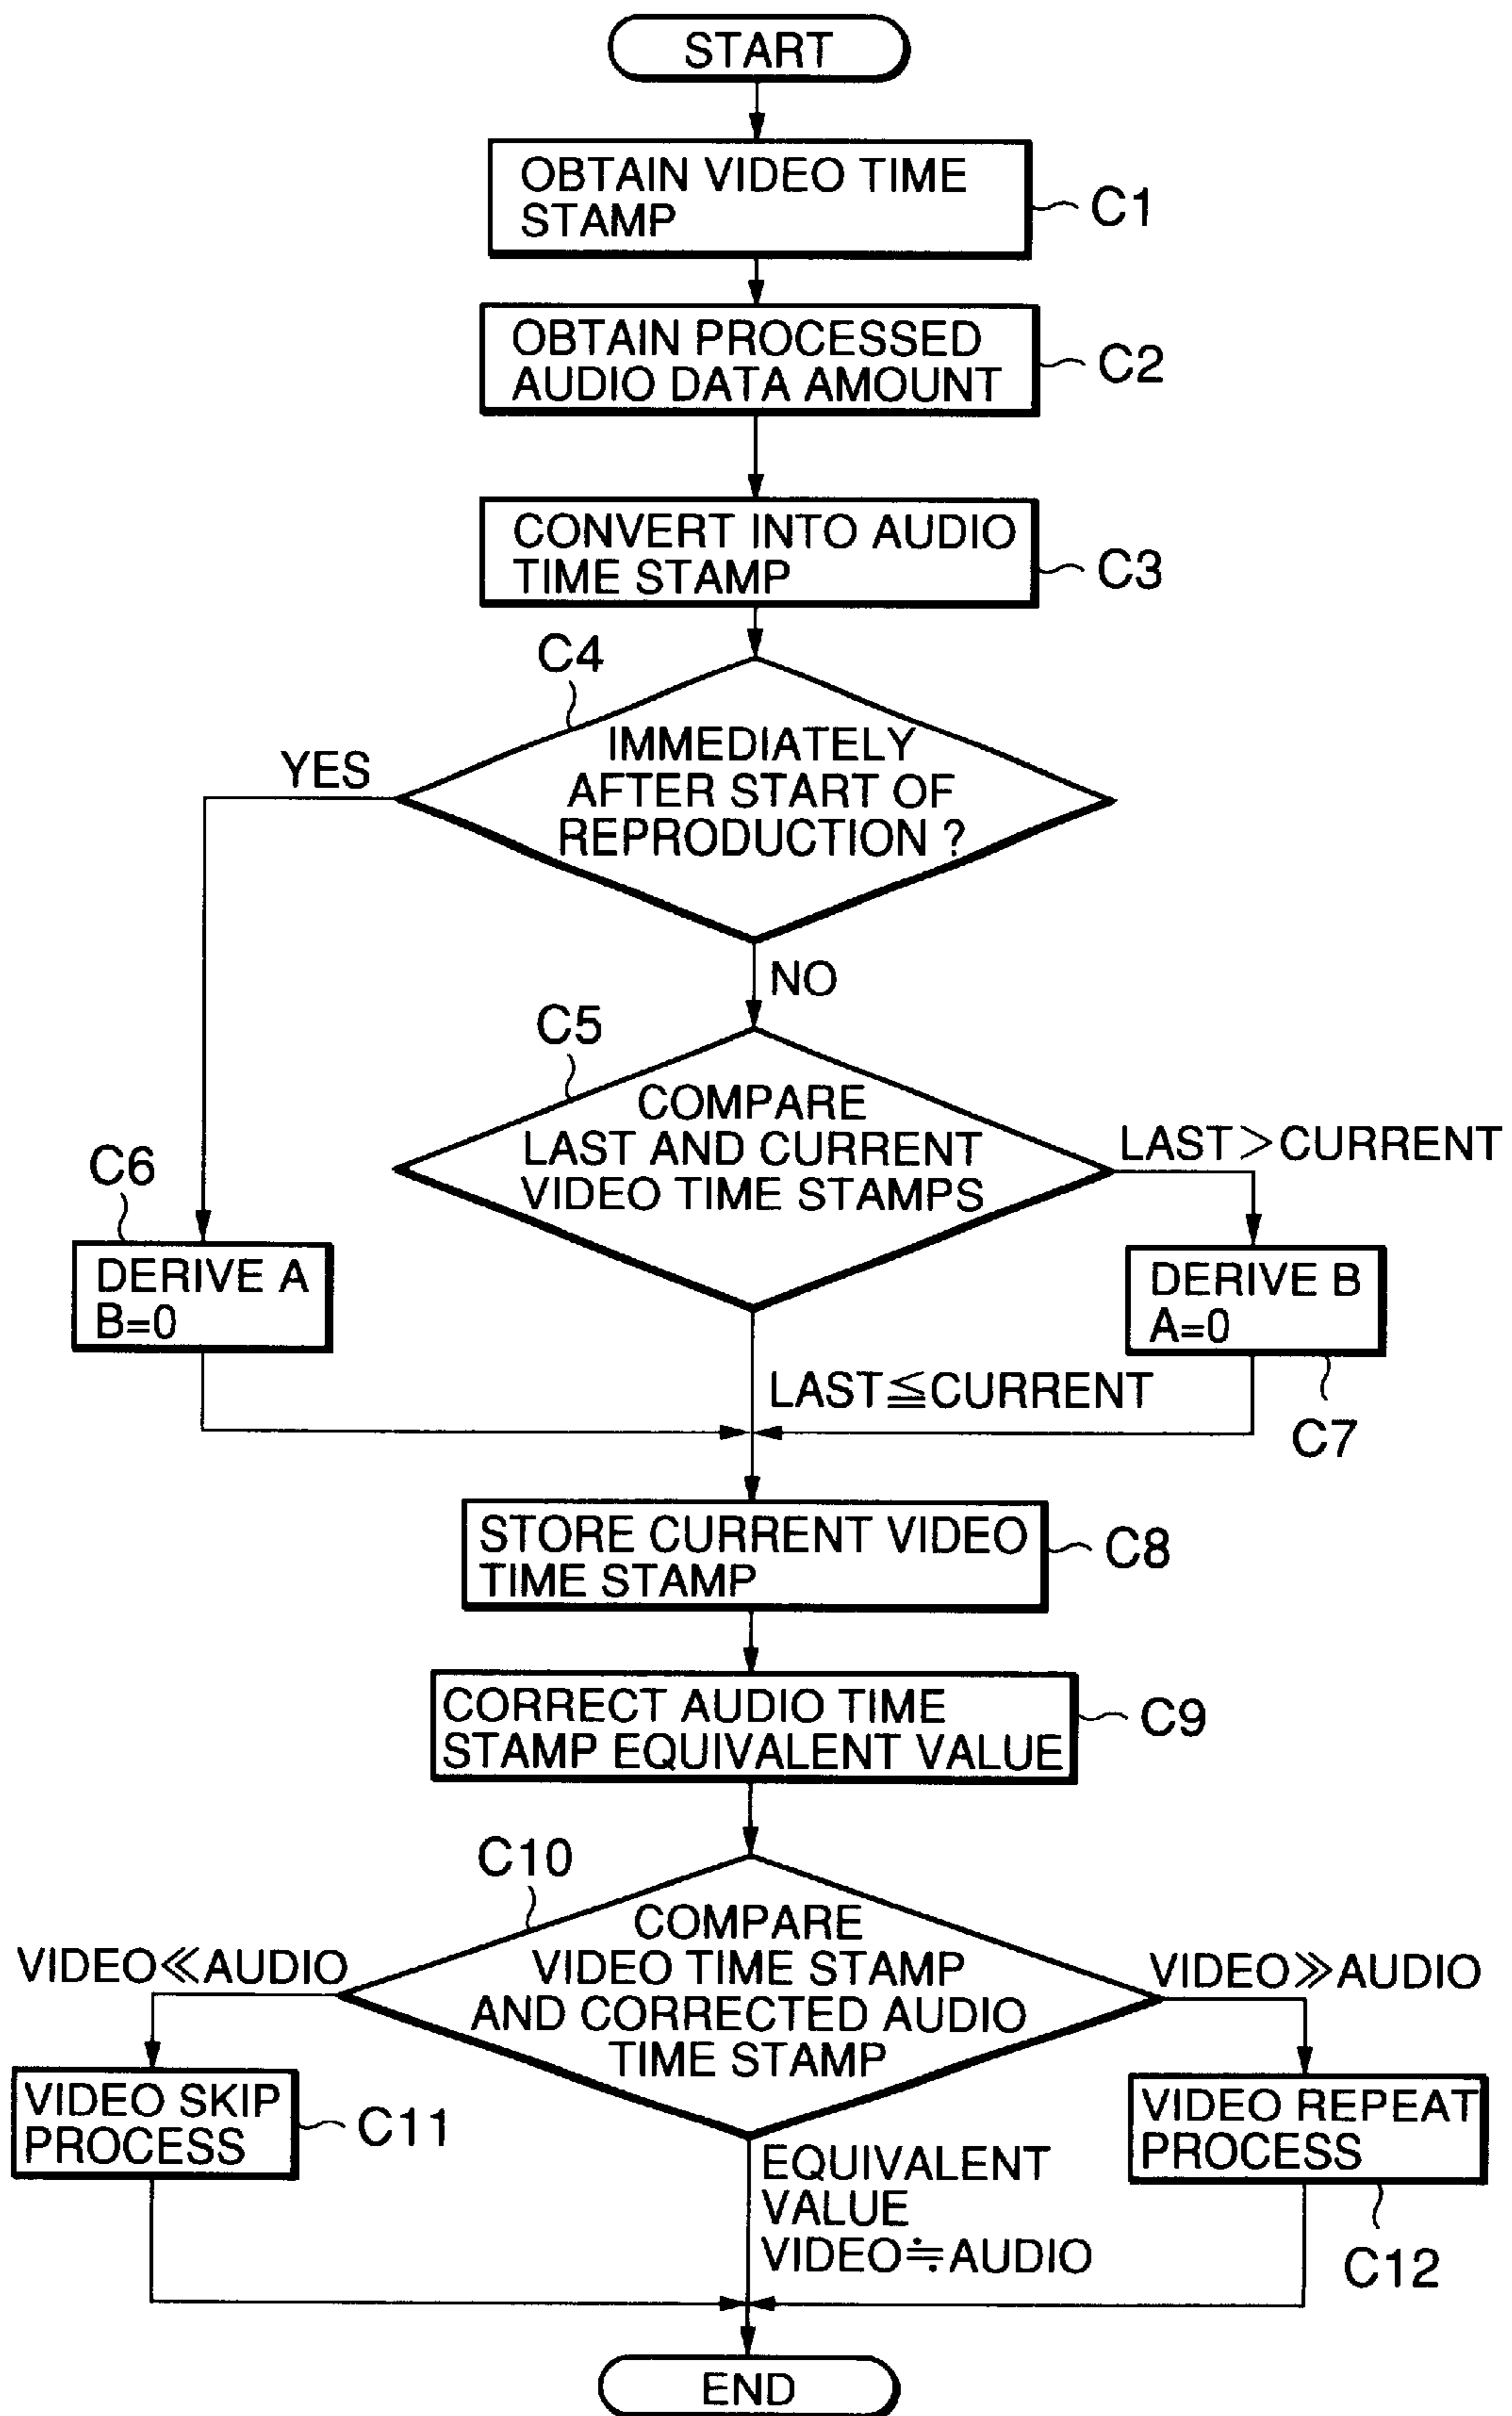 START
OBTAIN VIDEO TIME
STAMP
C1
OBTAIN PROCESSED
AUDIO DATA AMOUNT
C2
CONVERT INTO AUDIO
TIME STAMP
C3
C4
IMMEDIATELY
AFTER START OF
REPRODUCTION ?
YES
NO
C5
COMPARE
LAST AND CURRENT
VIDEO TIME STAMPS
LAST>CURRENT
C6
DERIVE A
B=0
DERIVE B
A=0
C7
LAST≦CURRENT
STORE CURRENT VIDEO
TIME STAMP
C8
CORRECT AUDIO TIME
STAMP EQUIVALENT VALUE
C9
C10
COMPARE
VIDEO TIME STAMP
AND CORRECTED AUDIO
TIME STAMP
VIDEO≪AUDIO
VIDEO≫AUDIO
VIDEO SKIP
PROCESS
C11
EQUIVALENT
VALUE
VIDEO≒AUDIO
VIDEO REPEAT
PROCESS
C12
END